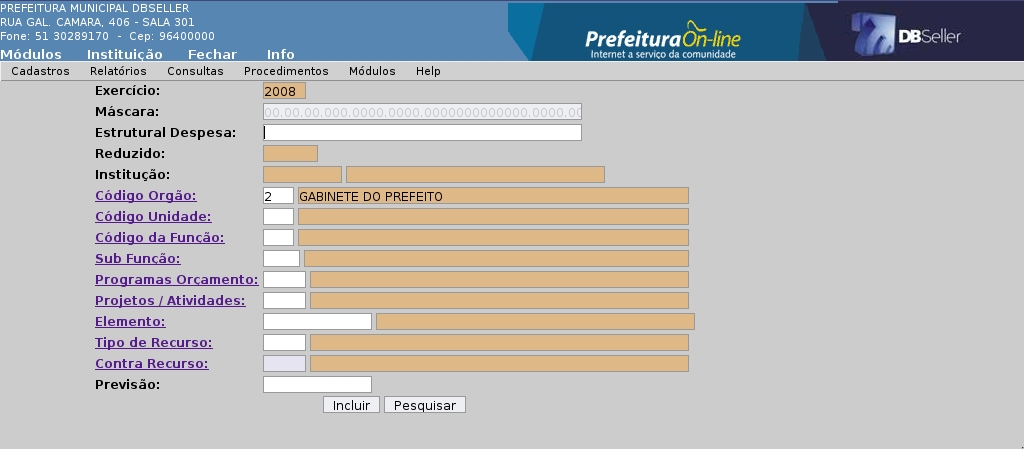 PREFEITURA MUNICIPAL DBSELLER
RUA GAL. CAMARA, 406 - SALA 301
Fone: 51 30289170 - Cep: 96400000
PrefeituraOn-line
Internet a serviço da comunidade
DBSeller
Módulos Instituição Fechar Info
Cadastros Relatórios Consultas Procedimentos Módulos Help
Exercício: 2008
Máscara: 00.00.00.000.0000.0000.0000000000000.0000.00
Estrutural Despesa:
Reduzido:
Institução:
Código Orgão: 2 GABINETE DO PREFEITO
Código Unidade:
Código da Função:
Sub Função:
Programas Orçamento:
Projetos / Atividades:
Elemento:
Tipo de Recurso:
Contra Recurso:
Previsão:
Incluir Pesquisar